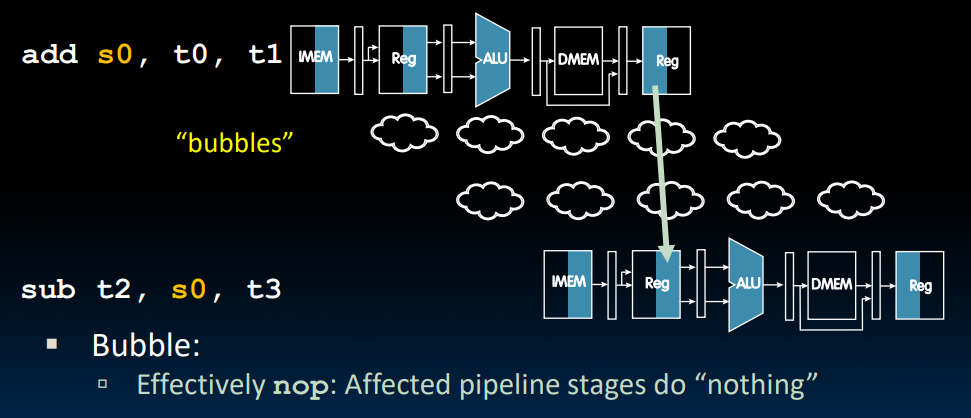 add s0, t0, t1 IMEM Reg ALU DMEM Reg
“bubbles”
sub t2, s0, t3 IMEM Reg ALU DMEM Reg
▪ Bubble:
▫ Effectively nop: Affected pipeline stages do “nothing”